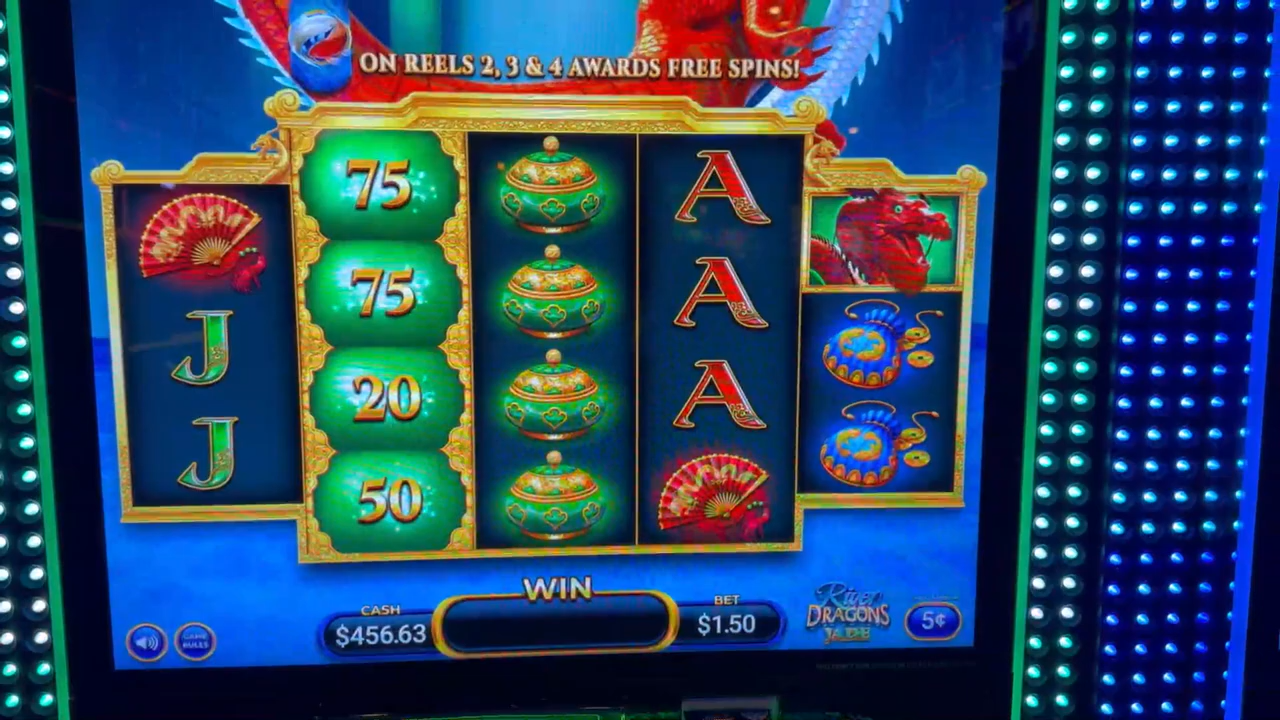 ON REELS 2, 3 & 4 AWARDS FREE SPINS!
75
A
75
A
J
20
A
J
50
WIN
CASH
$456.63
BET
$1.50
River
DRAGONS
JADE
5¢
GAME
RULES